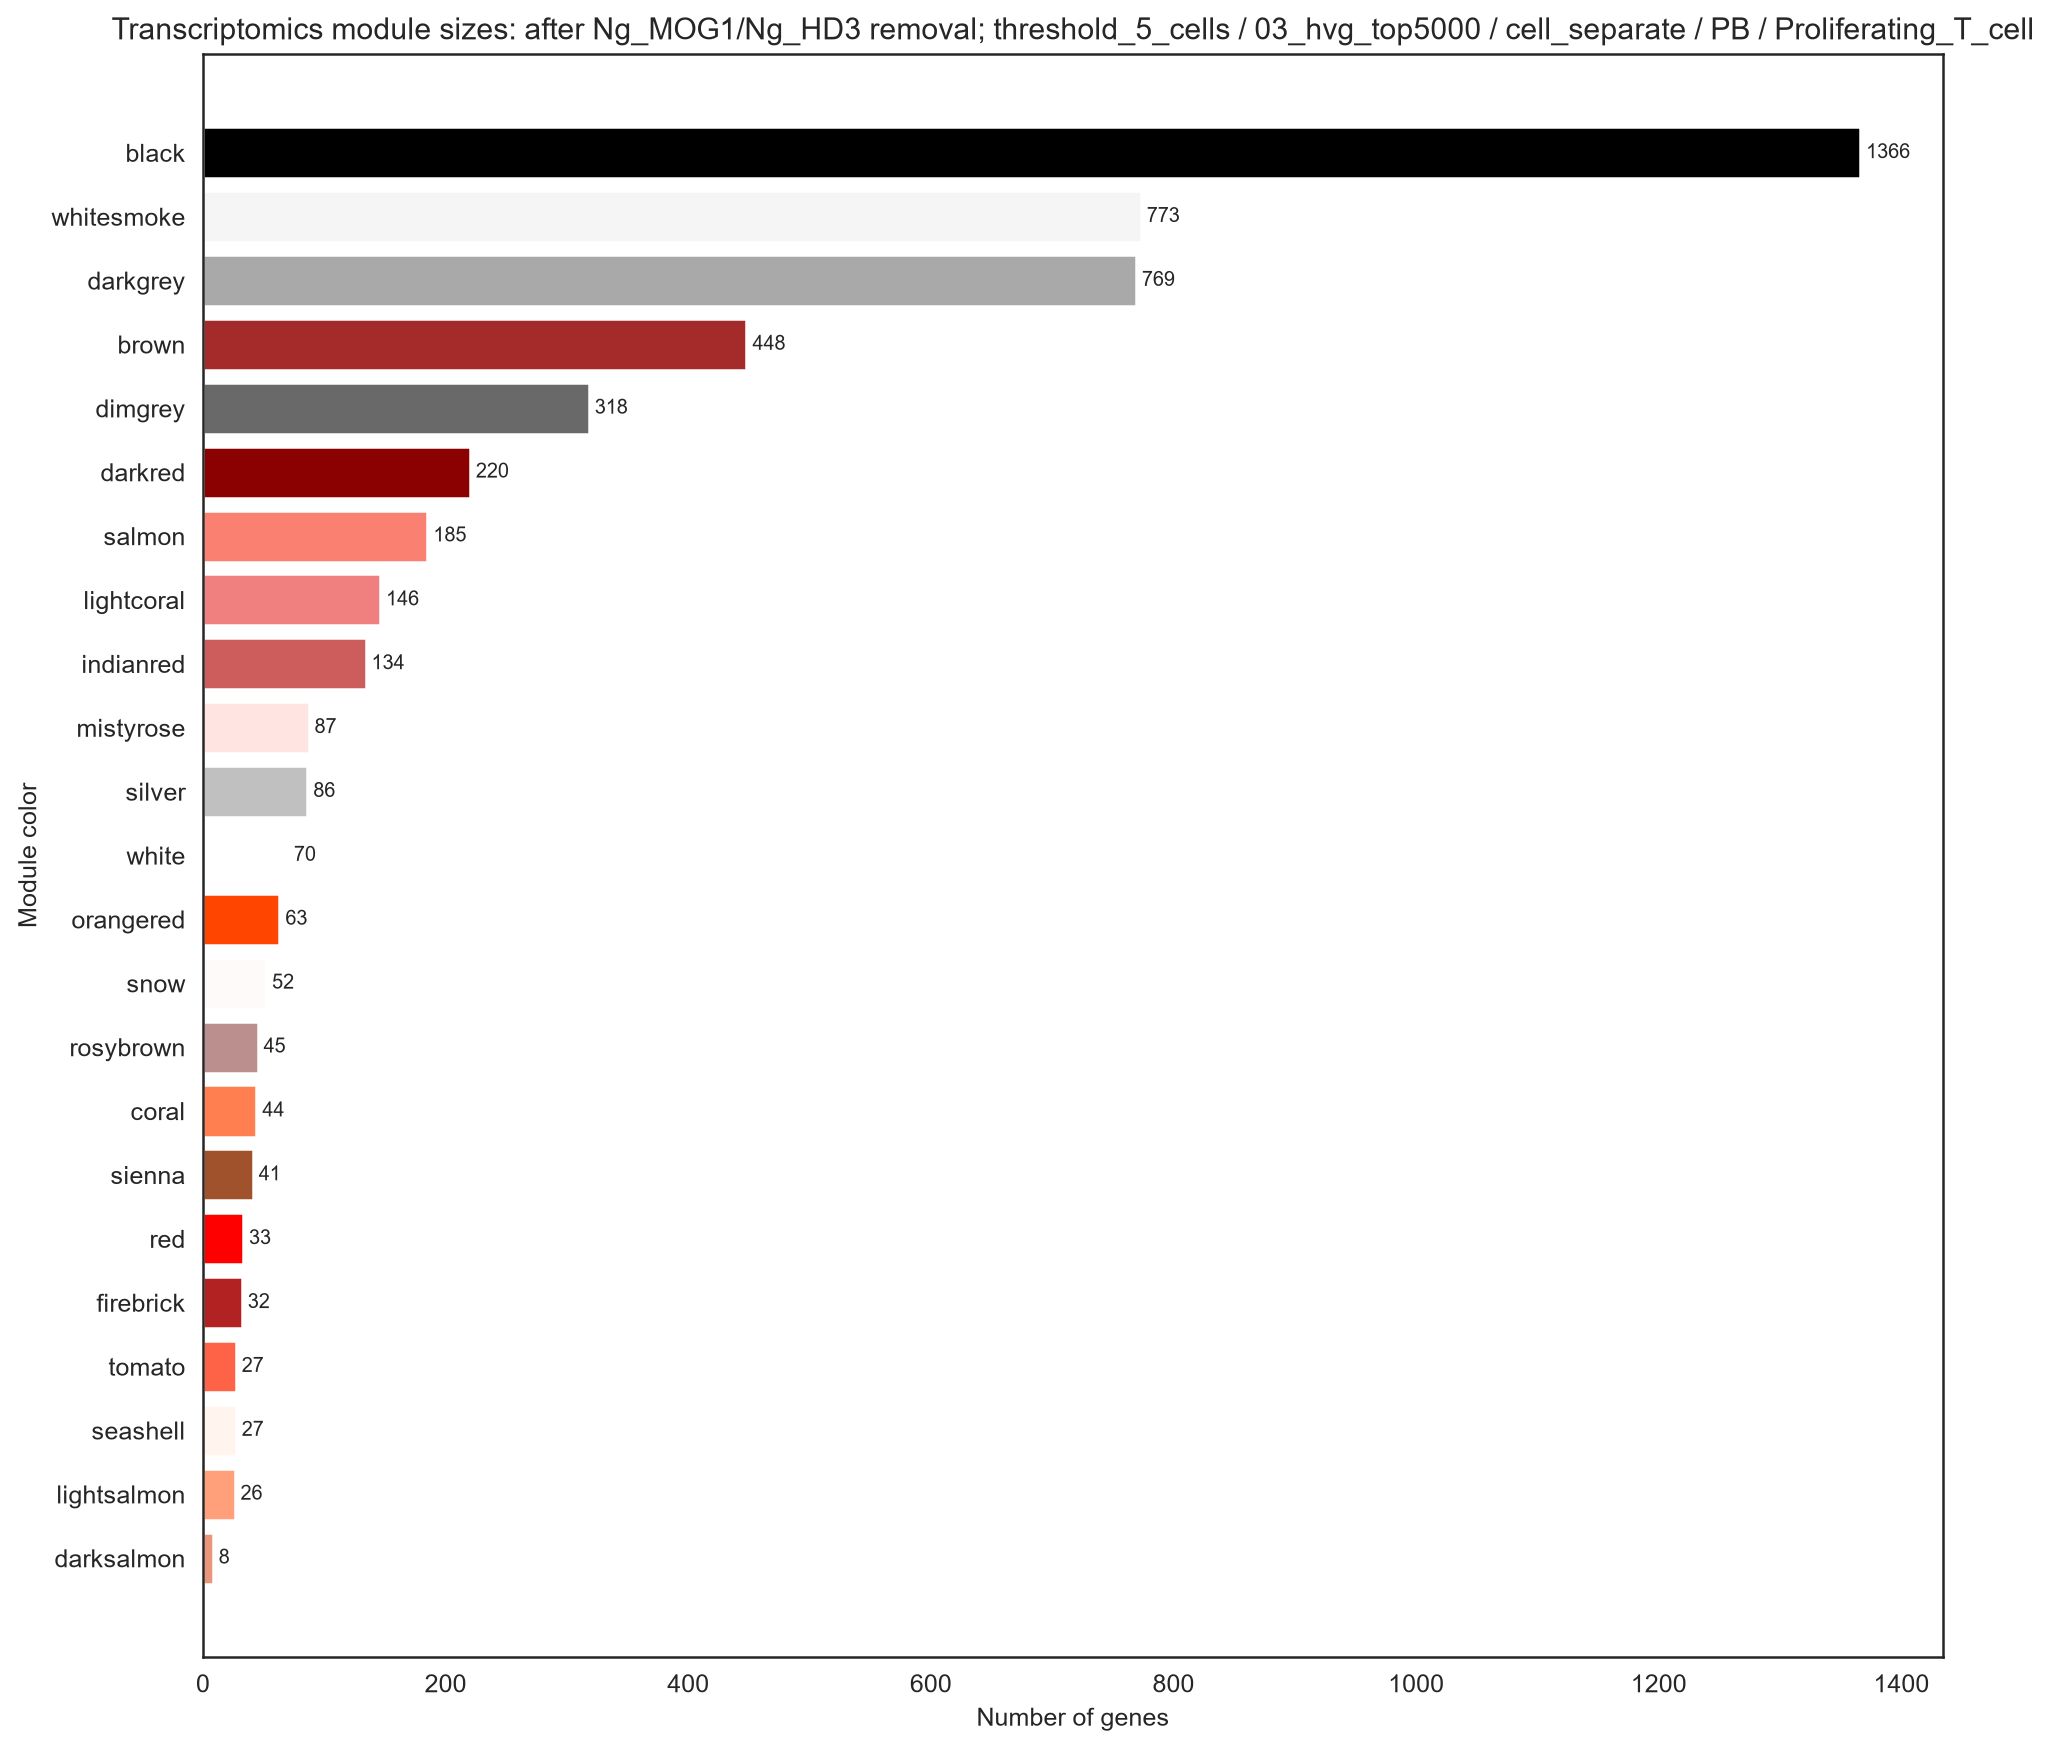 Transcriptomics module sizes: after Ng_MOG1/Ng_HD3 removal; threshold_5_cells / 03_hvg_top5000 / cell_separate / PB / Proliferating_T_cell
black 1366
whitesmoke 773
darkgrey 769
brown 448
dimgrey 318
darkred 220
salmon 185
lightcoral 146
indianred 134
mistyrose 87
silver 86
white 70
orangered 63
snow 52
rosybrown 45
coral 44
sienna 41
red 33
firebrick 32
tomato 27
seashell 27
lightsalmon 26
darksalmon 8
Module color
0 200 400 600 800 1000 1200 1400
Number of genes